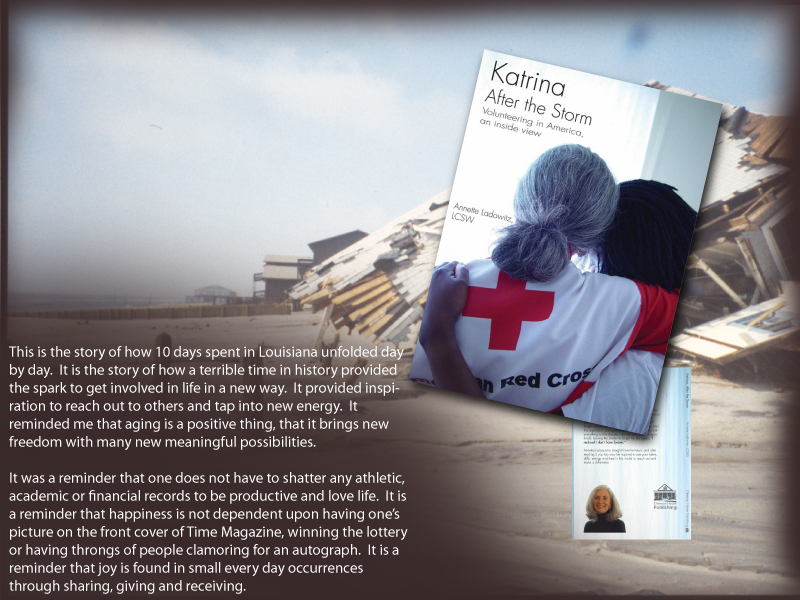 Katrina
After the Storm
Volunteering in America,
an inside view
Annette Ladowitz,
LCSW
an Red Cros
This is the story of how 10 days spent in Louisiana unfolded day
by day.  It is the story of how a terrible time in history provided
the spark to get involved in life in a new way.  It provided inspi-
ration to reach out to others and tap into new energy.  It
reminded me that aging is a positive thing, that it brings new
freedom with many new meaningful possibilities.
It was a reminder that one does not have to shatter any athletic,
academic or financial records to be productive and love life.  It is
a reminder that happiness is not dependent upon having one's
picture on the front cover of Time Magazine, winning the lottery
or having throngs of people clamoring for an autograph.  It is a
reminder that joy is found in small every day occurrences
through sharing, giving and receiving.
Publishing